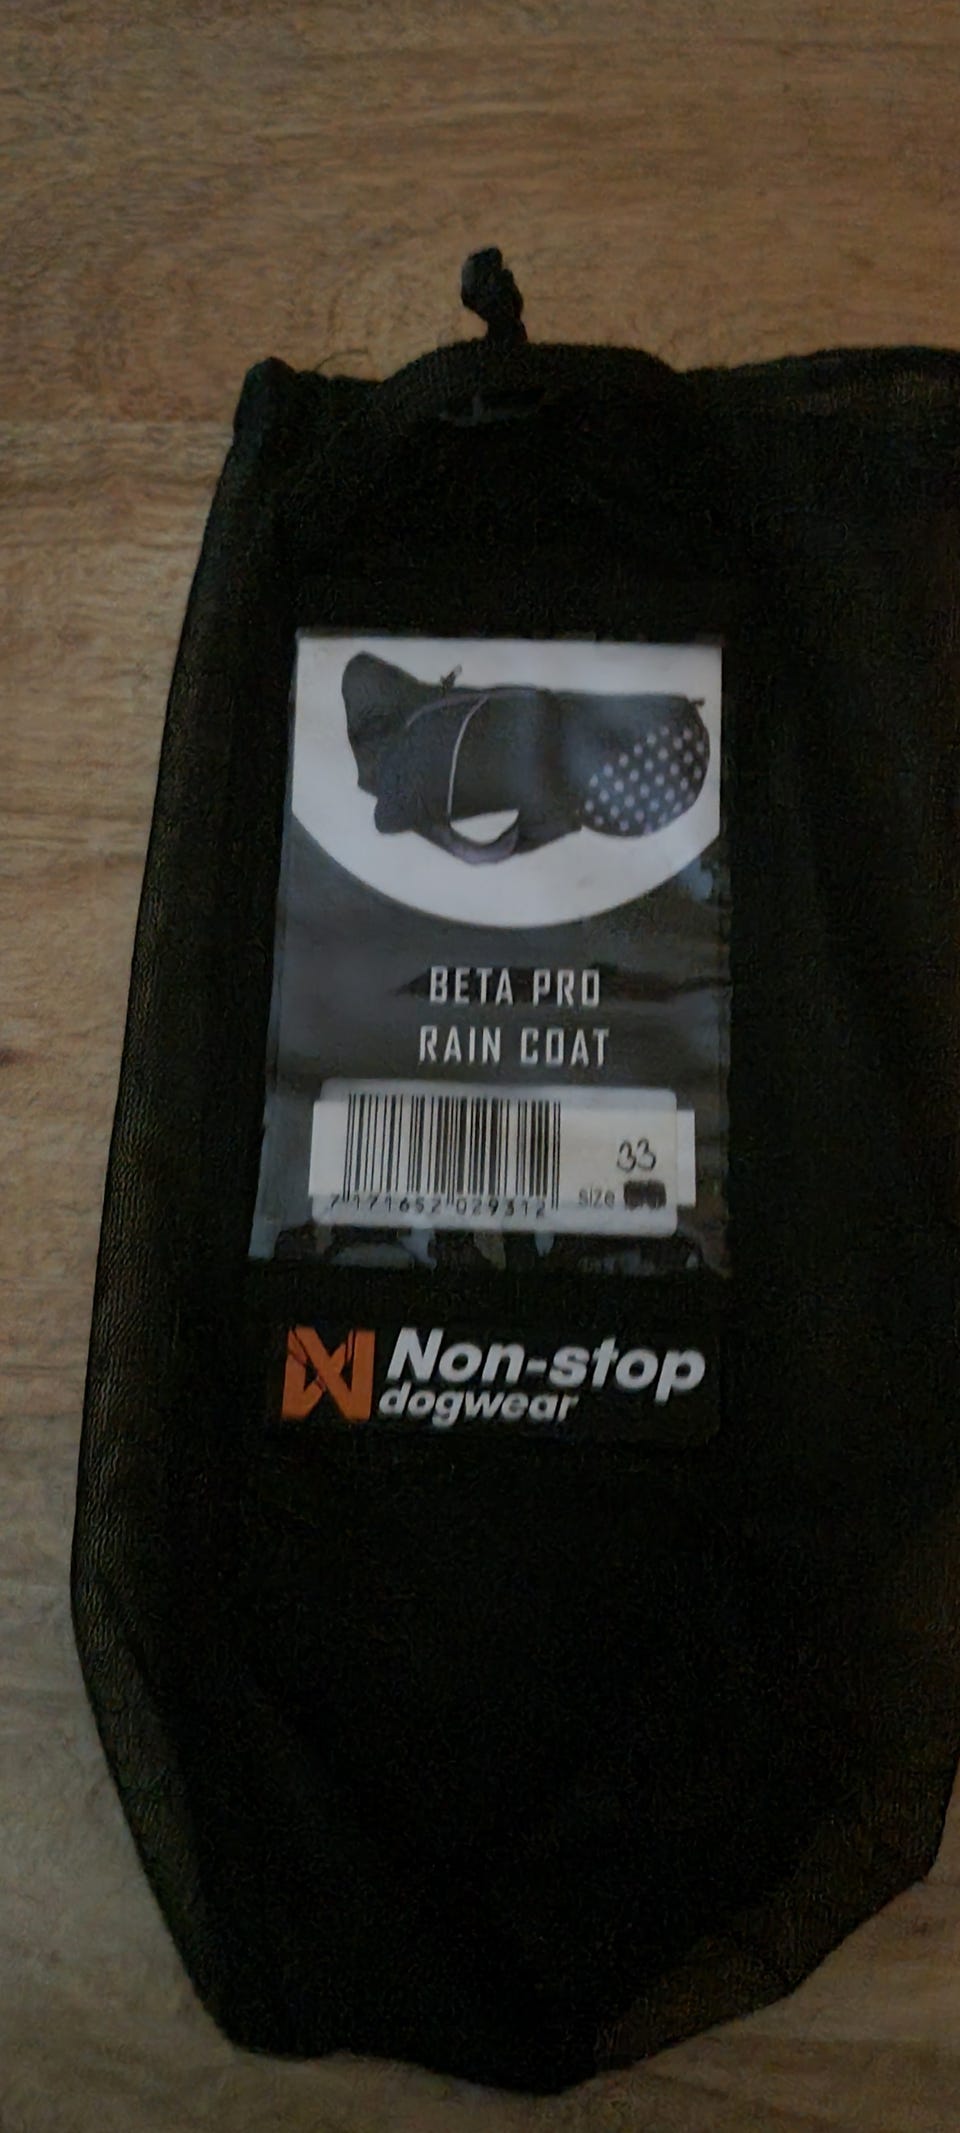 BETA PRO
RAIN COAT
33
7 171652 029312
size
Non-stop
dogwear